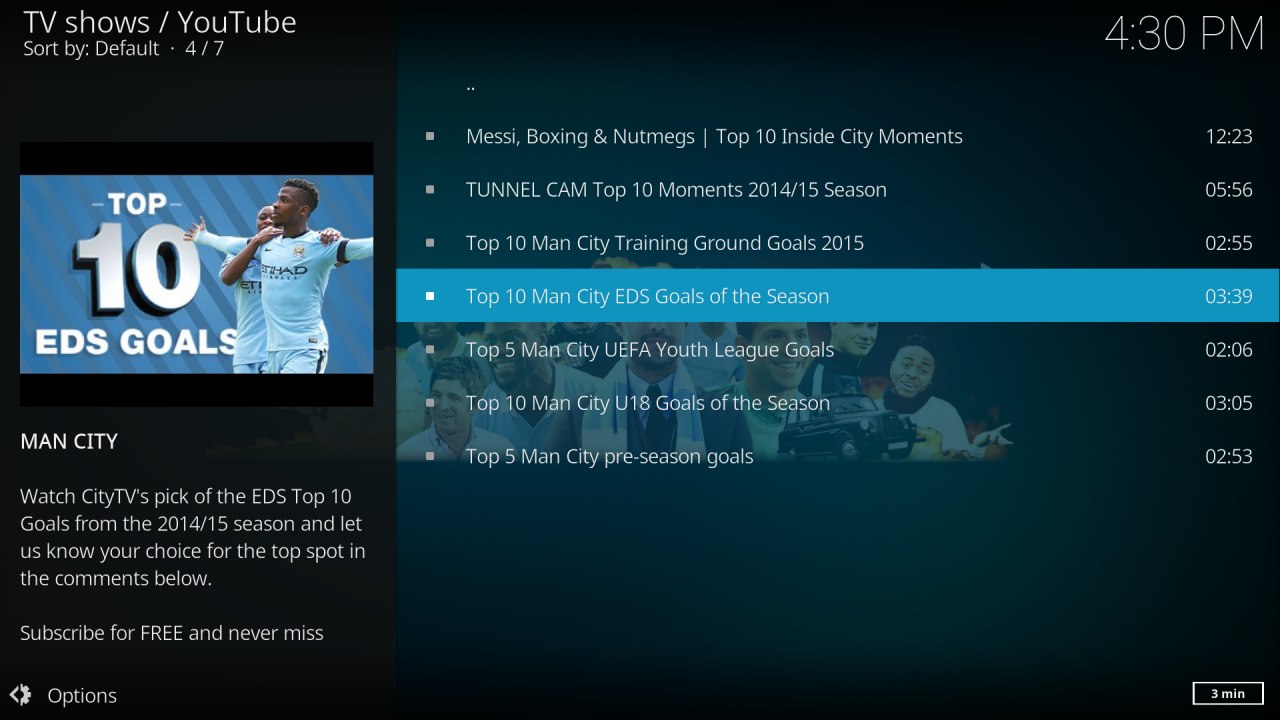 TV shows / YouTube
Sort by: Default · 4 / 7
4:30 PM
..
Messi, Boxing & Nutmegs | Top 10 Inside City Moments 12:23
TUNNEL CAM Top 10 Moments 2014/15 Season 05:56
Top 10 Man City Training Ground Goals 2015 02:55
Top 10 Man City EDS Goals of the Season 03:39
Top 5 Man City UEFA Youth League Goals 02:06
Top 10 Man City U18 Goals of the Season 03:05
Top 5 Man City pre-season goals 02:53
TOP
10
EDS GOALS
ETIHAD
AIRWAYS
MAN CITY
Watch CityTV's pick of the EDS Top 10
Goals from the 2014/15 season and let
us know your choice for the top spot in
the comments below.
Subscribe for FREE and never miss
Options
3 min